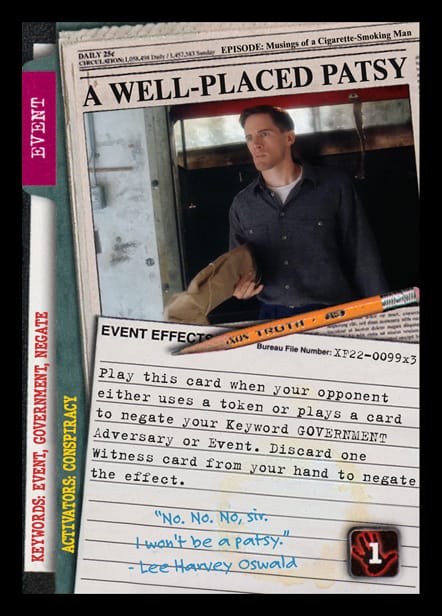 DAILY 25¢
CIRCULATION: 1,058,494 Daily / 1,457,583 Sunday
EPISODE: Musings of a Cigarette-Smoking Man
A WELL-PLACED PATSY
EVENT
KEYWORDS: EVENT, GOVERNMENT, NEGATE
ACTIVATORS: CONSPIRACY
TRUTH
EVENT EFFECTS
Bureau File Number: XF22-0099x3
Play this card when your opponent
either uses a token or plays a card
to negate your Keyword GOVERNMENT
Adversary or Event. Discard one
Witness card from your hand to negate
the effect.
"No. No. No, sir.
I won't be a patsy."
- Lee Harvey Oswald
1